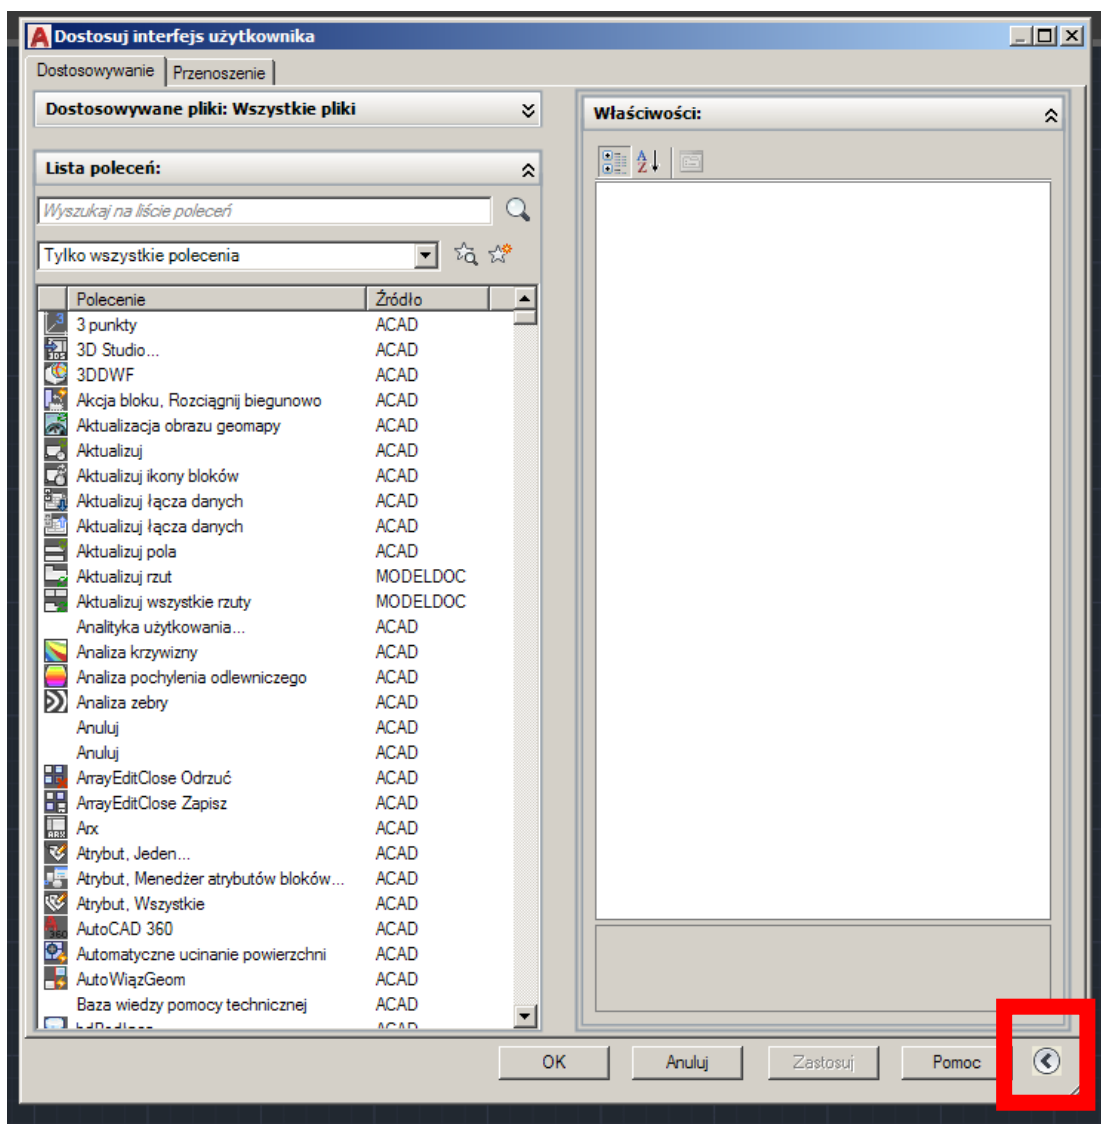 Dostosuj interfejs użytkownika
Dostosowywanie Przenoszenie
Dostosowywane pliki: Wszystkie pliki
Lista poleceń:
Wyszukaj na liście poleceń
Tylko wszystkie polecenia
Polecenie Źródło
3 punkty ACAD
3D Studio... ACAD
3DDWF ACAD
Akcja bloku, Rozciągnij biegunowo ACAD
Aktualizacja obrazu geomapy ACAD
Aktualizuj ACAD
Aktualizuj ikony bloków ACAD
Aktualizuj łącza danych ACAD
Aktualizuj łącza danych ACAD
Aktualizuj pola ACAD
Aktualizuj rzut MODELDOC
Aktualizuj wszystkie rzuty MODELDOC
Analityka użytkowania... ACAD
Analiza krzywizny ACAD
Analiza pochylenia odlewniczego ACAD
Analiza zebry ACAD
Anuluj ACAD
Anuluj ACAD
ArrayEditClose Odrzuć ACAD
ArrayEditClose Zapisz ACAD
Arx ACAD
Atrybut, Jeden... ACAD
Atrybut, Menedżer atrybutów bloków... ACAD
Atrybut, Wszystkie ACAD
AutoCAD 360 ACAD
Automatyczne ucinanie powierzchni ACAD
AutoWiązGeom ACAD
Baza wiedzy pomocy technicznej ACAD
Właściwości:
OK Anuluj Zastosuj Pomoc